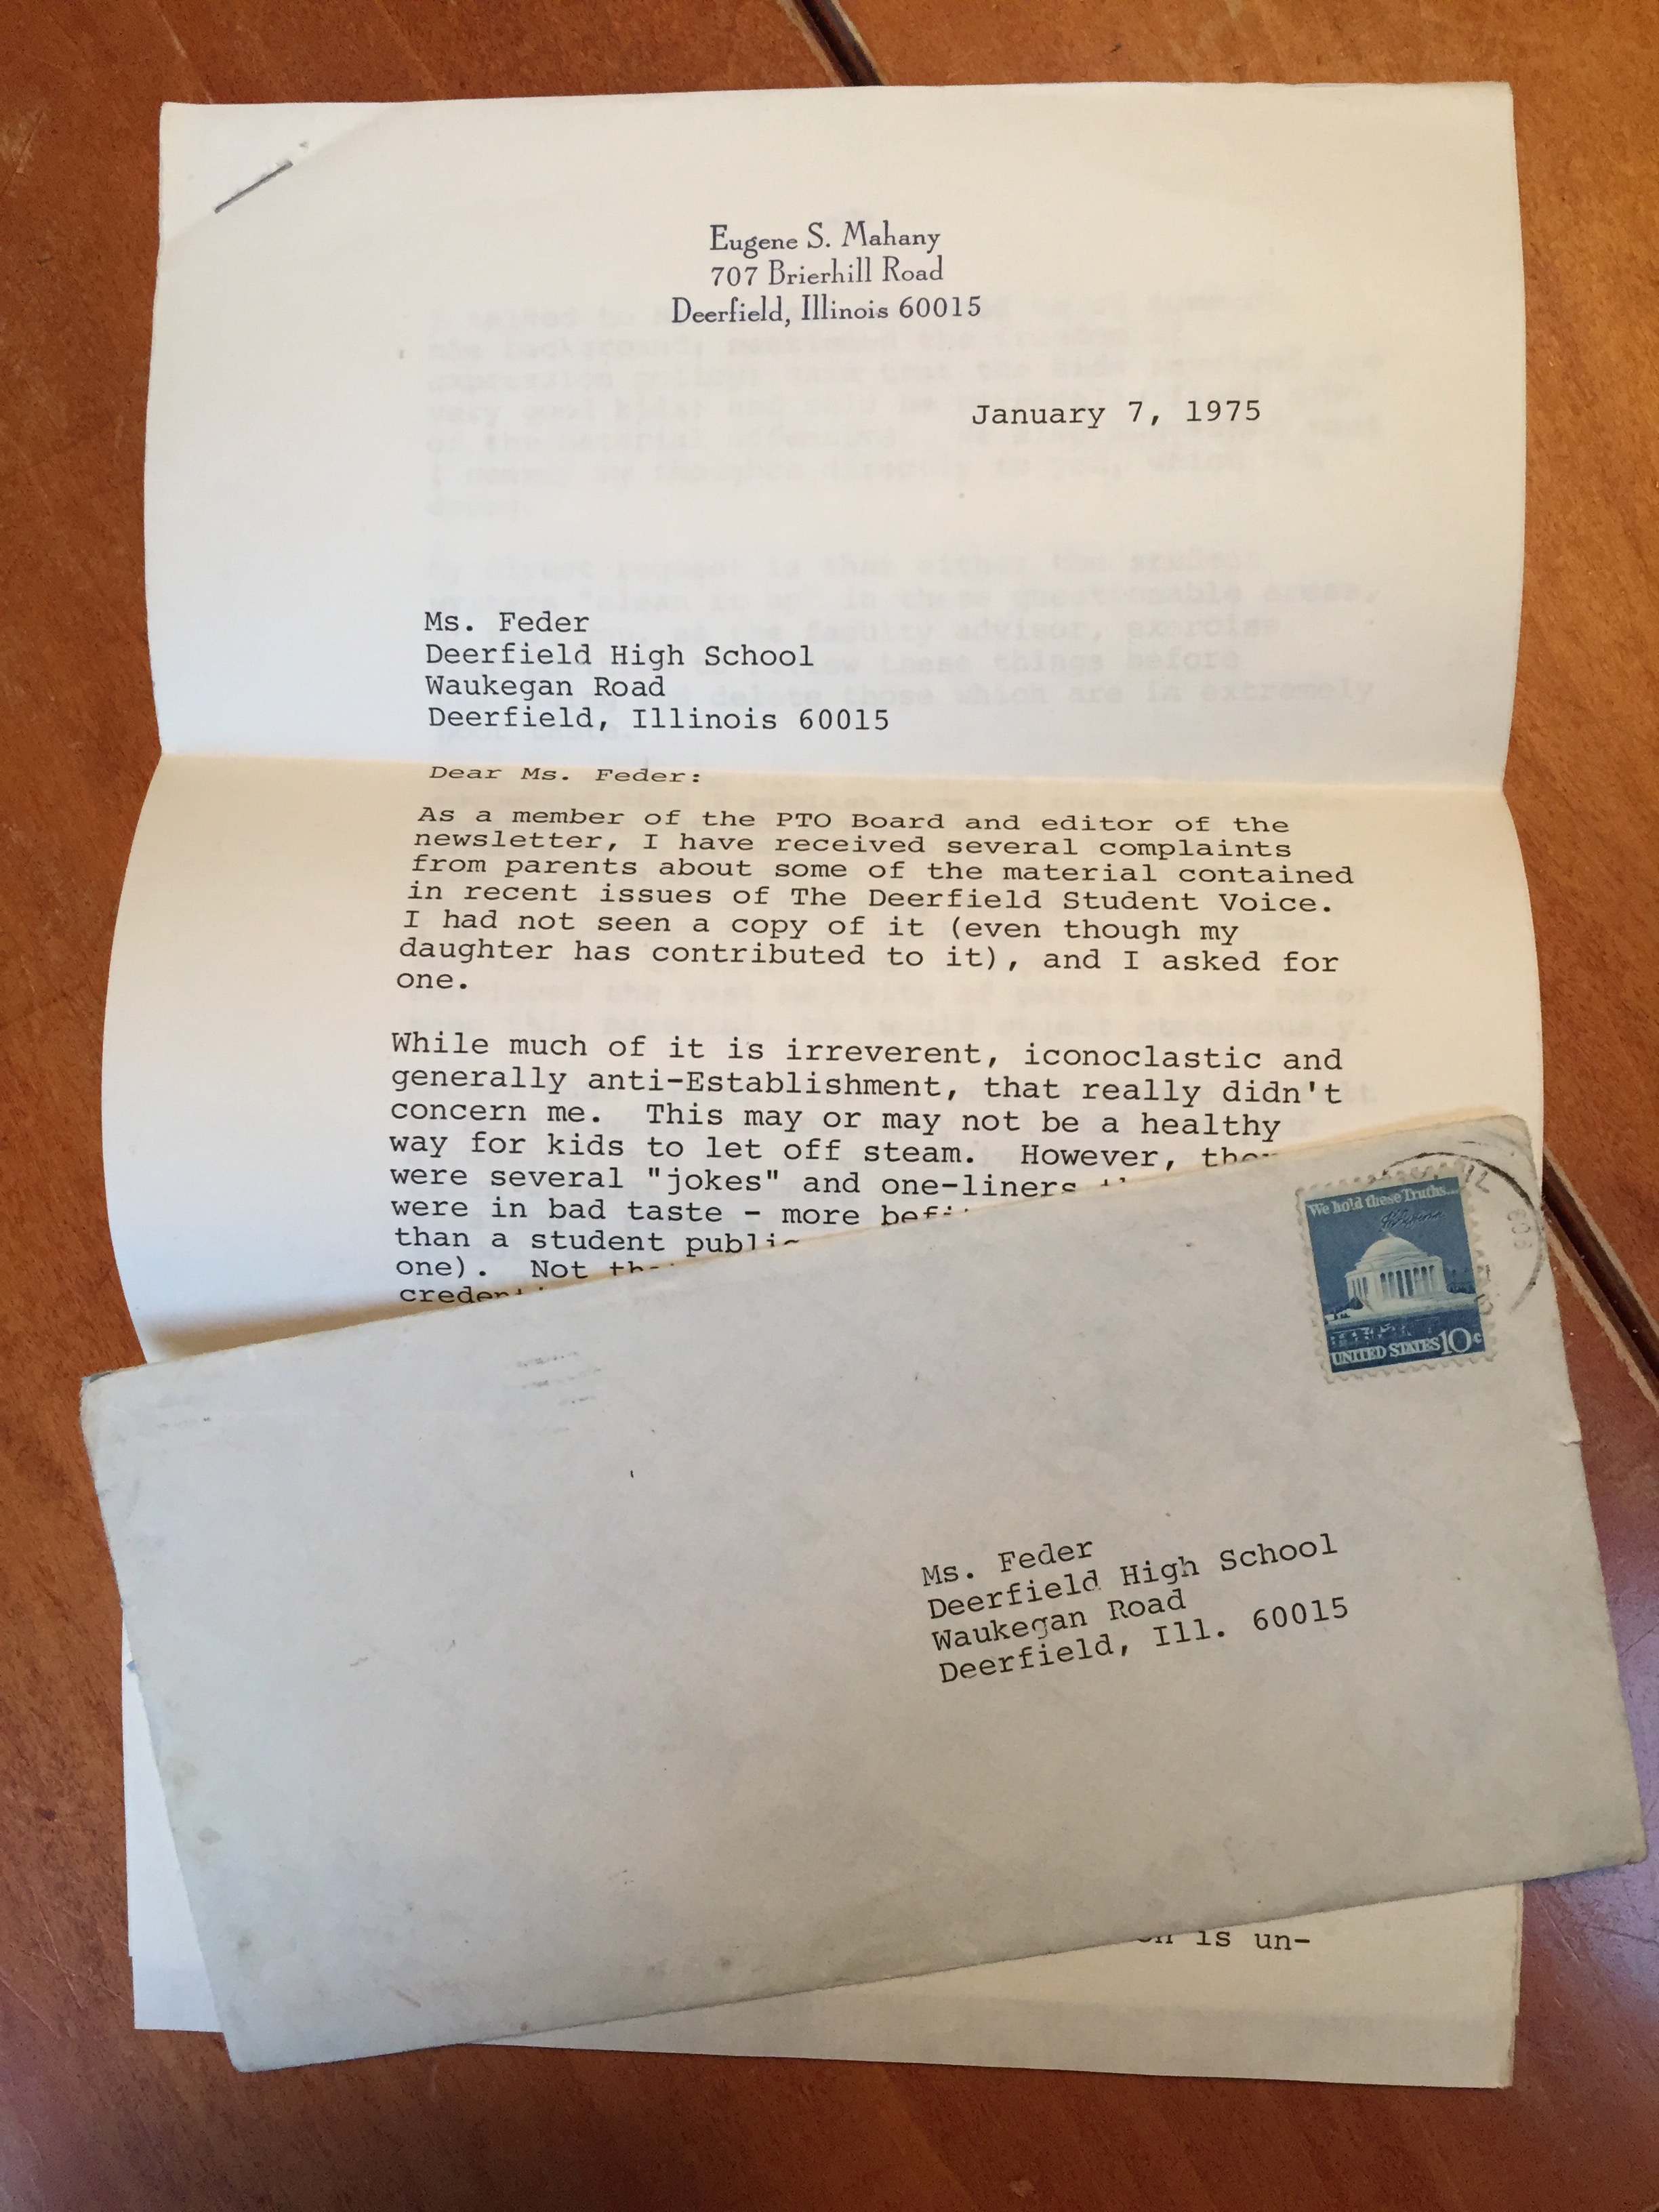 Eugene S. Mahany
707 Brierhill Road
Deerfield, Illinois 60015
January 7, 1975
Ms. Feder
Deerfield High School
Waukegan Road
Deerfield, Illinois 60015
Dear Ms. Feder:
As a member of the PTO Board and editor of the
newsletter, I have received several complaints
from parents about some of the material contained
in recent issues of The Deerfield Student Voice.
I had not seen a copy of it (even though my
daughter has contributed to it), and I asked for
one.
While much of it is irreverent, iconoclastic and
generally anti-Establishment, that really didn't
concern me. This may or may not be a healthy
way for kids to let off steam. However,
were several "jokes" and one-liners
were in bad taste - more
than a student
one). Not
We hold these Truths...
UNITED STATES 10c
Ms. Feder
Deerfield High School
Waukegan Road
Deerfield, Ill. 60015
is un-